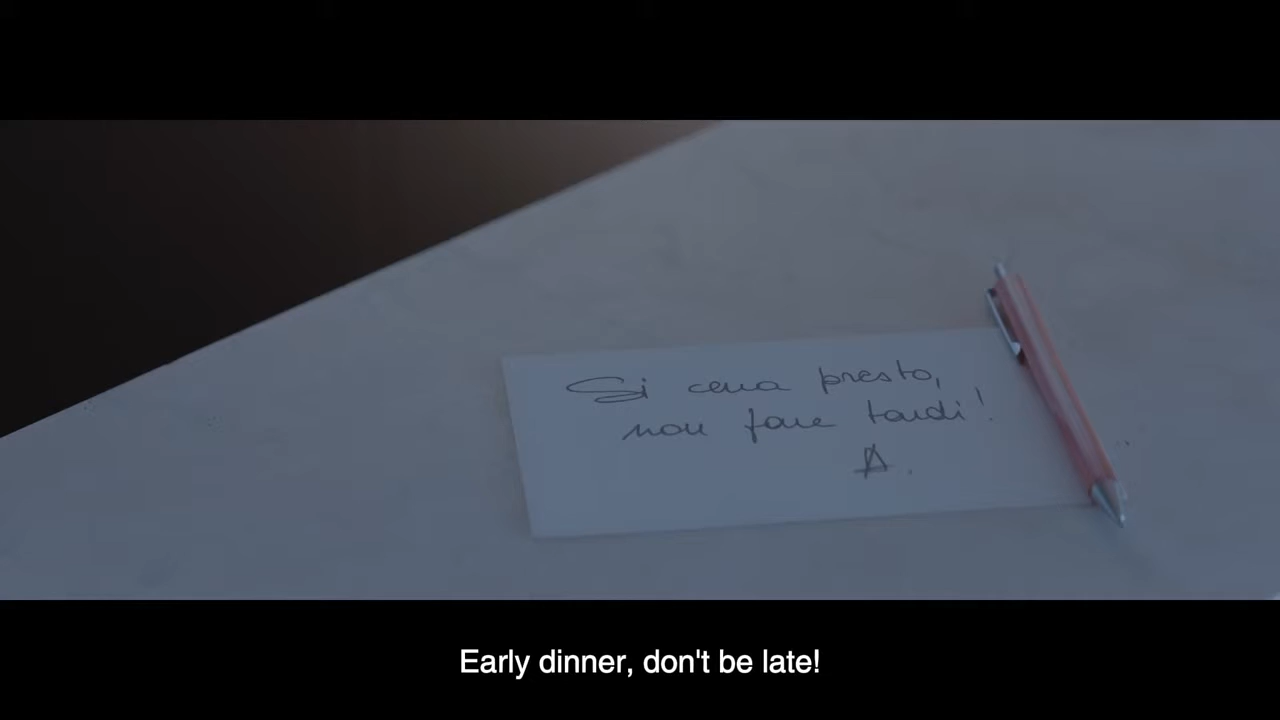 Si cena presto,
non fare tardi!
A.
Early dinner, don't be late!